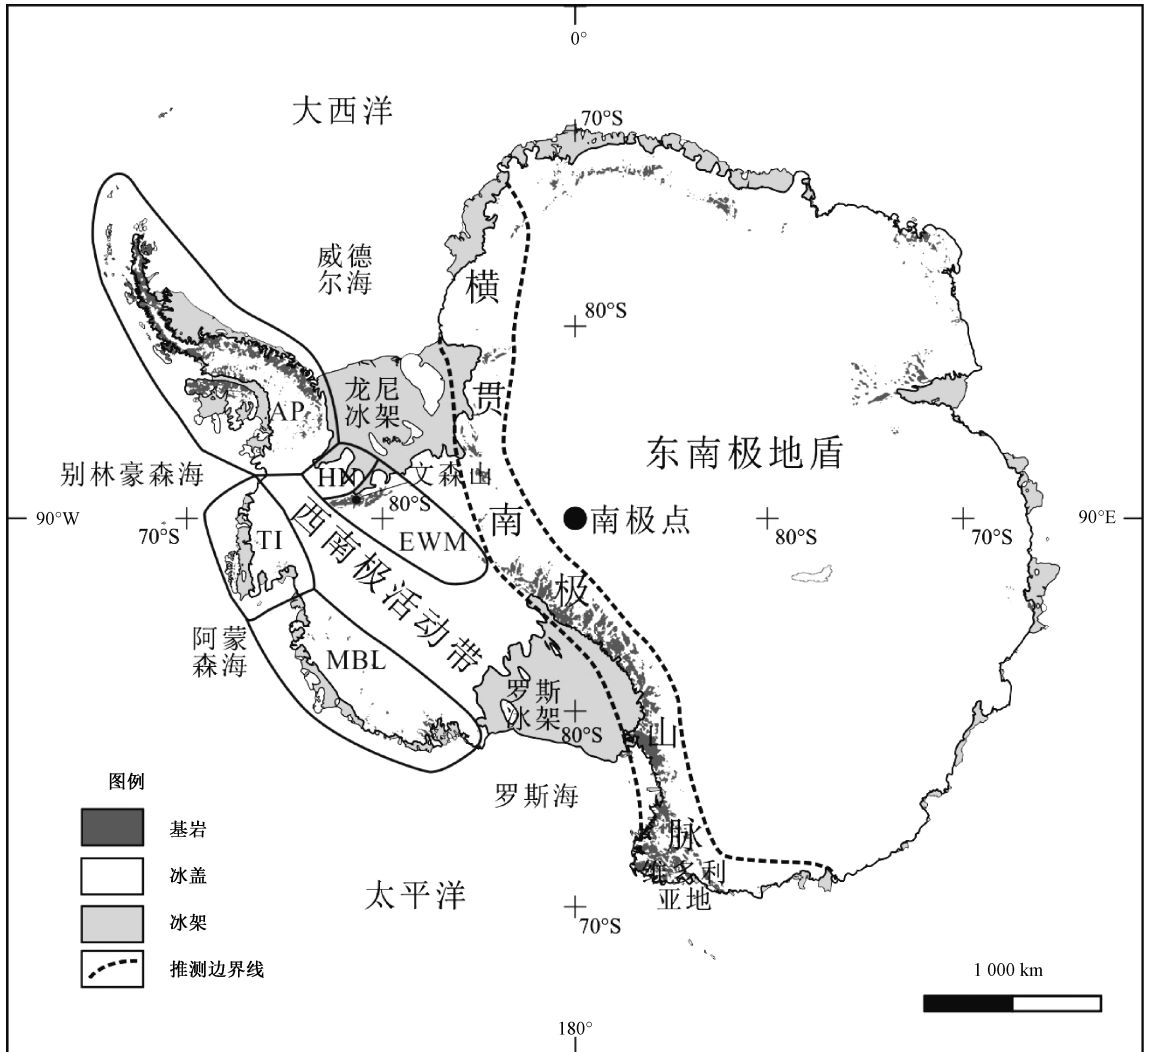 0°
大西洋
70°S
威德
尔海
横
80°S
贯
龙尼
冰架
AP
东南极地盾
别林豪森海
HN
文森山
80°S
90°W
70°S
南
南极点
80°S
70°S
90°E
TI
西南极活动带
EWM
极
阿蒙
森海
MBL
罗斯
冰架
80°S
山
罗斯海
脉
维多利
亚地
太平洋
70°S
图例
基岩
冰盖
冰架
推测边界线
1 000 km
180°